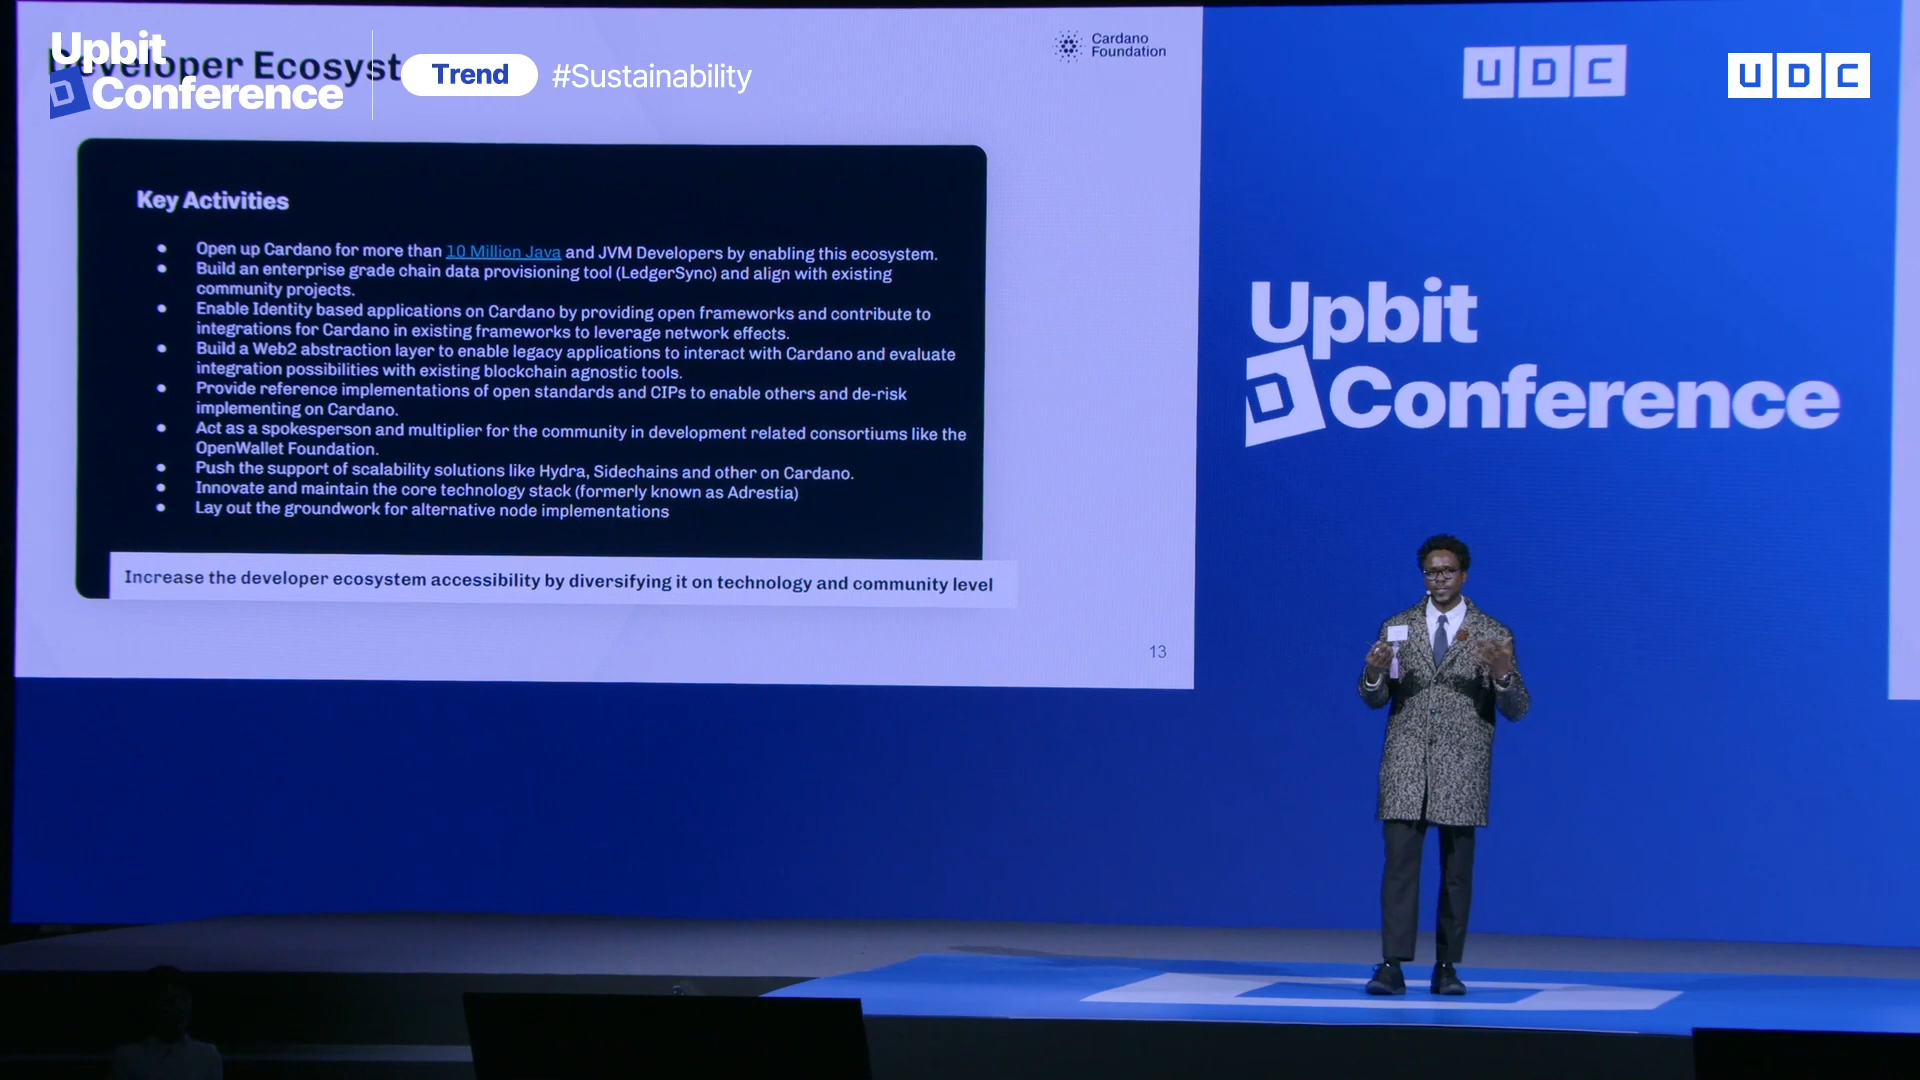 Developer Ecosyst
Upbit
D Conference
Trend
#Sustainability
Cardano
Foundation
UDC
UDC
Key Activities
● Open up Cardano for more than 10 Million Java and JVM Developers by enabling this ecosystem.
● Build an enterprise grade chain data provisioning tool (LedgerSync) and align with existing
community projects.
● Enable Identity based applications on Cardano by providing open frameworks and contribute to
integrations for Cardano in existing frameworks to leverage network effects.
● Build a Web2 abstraction layer to enable legacy applications to interact with Cardano and evaluate
integration possibilities with existing blockchain agnostic tools.
● Provide reference implementations of open standards and CIPs to enable others and de-risk
implementing on Cardano.
● Act as a spokesperson and multiplier for the community in development related consortiums like the
OpenWallet Foundation.
● Push the support of scalability solutions like Hydra, Sidechains and other on Cardano.
● Innovate and maintain the core technology stack (formerly known as Adrestia)
● Lay out the groundwork for alternative node implementations
Increase the developer ecosystem accessibility by diversifying it on technology and community level
13
Upbit
D Conference